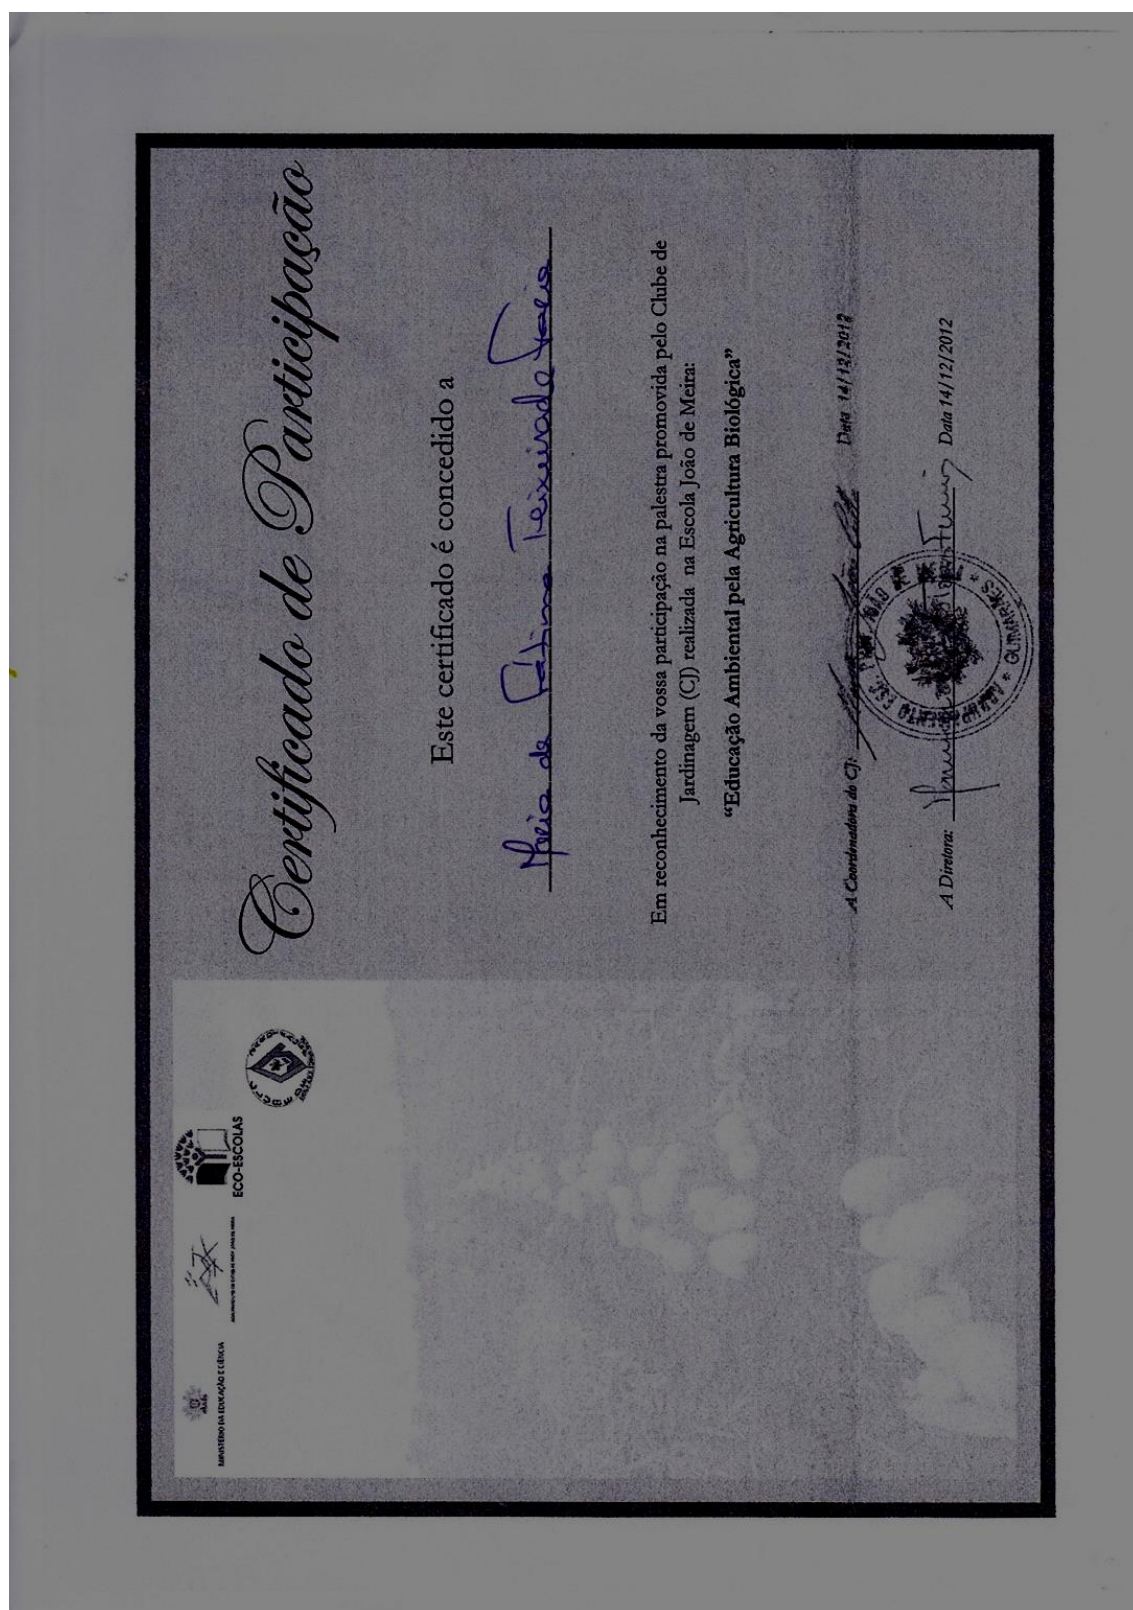 MINISTÉRIO DA EDUCAÇÃO E CIÊNCIA
ECO-ESCOLAS
Certificado de Participação
Este certificado é concedido a
Maria de Fátima Teixeira de Faria
Em reconhecimento da vossa participação na palestra promovida pelo Clube de
Jardinagem (CJ) realizada na Escola João de Meira:
“Educação Ambiental pela Agricultura Biológica”
A Coordenadora do CJ: Data 14/12/2012
A Diretora: Data 14/12/2012
GUIMARÃES